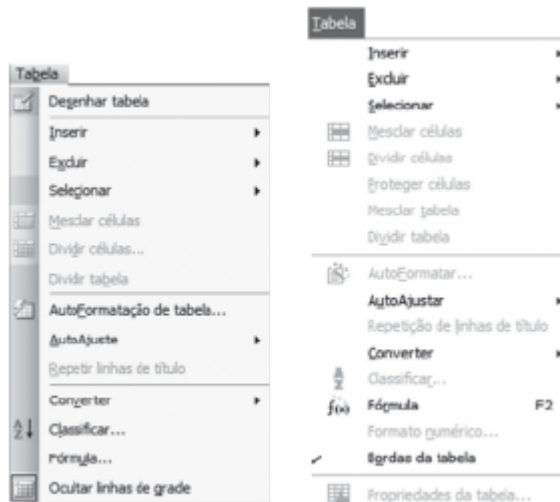 Tabela
Desenhar tabela
Inserir
Excluir
Selecionar
Mesclar células
Dividir células...
Dividir tabela
AutoFormatação de tabela...
AutoAjuste
Repetir linhas de título
Converter
Classificar...
Fórmula...
Ocultar linhas de grade
Tabela
Inserir
Excluir
Selecionar
Mesclar células
Dividir células
Proteger células
Mesclar tabela
Dividir tabela
AutoFormatar...
AutoAjustar
Repetição de linhas de título
Converter
Classificar...
Fórmula F2
Formato numérico...
Bordas da tabela
Propriedades da tabela...